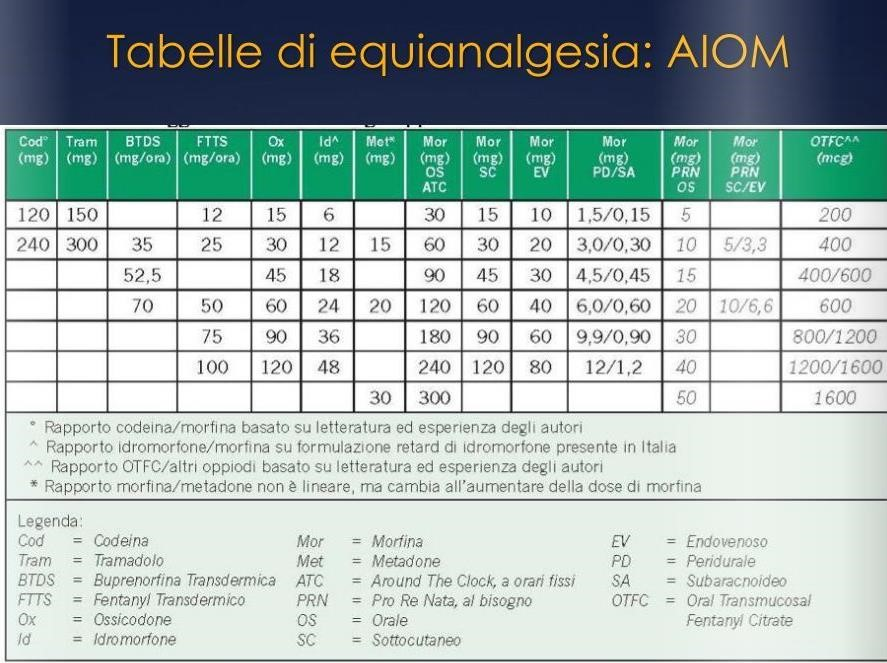 Tabelle di equianalgesia: AIOM
Cod° Tram BTDS FTTS Ox Id^ Met* Mor Mor Mor Mor Mor Mor OTFC^^
(mg) (mg) (mg/ora) (mg/ora) (mg) (mg) (mg) (mg) (mg) (mg) (mg) (mg) (mg) (mcg)
OS SC EV PD/SA PRN PRN
ATC OS SC/EV
120 150 12 15 6 30 15 10 1,5/0,15 5 200
240 300 35 25 30 12 15 60 30 20 3,0/0,30 10 5/3,3 400
52,5 45 18 90 45 30 4,5/0,45 15 400/600
70 50 60 24 20 120 60 40 6,0/0,60 20 10/6,6 600
75 90 36 180 90 60 9,9/0,90 30 800/1200
100 120 48 240 120 80 12/1,2 40 1200/1600
30 300 50 1600
° Rapporto codeina/morfina basato su letteratura ed esperienza degli autori
^ Rapporto idromorfone/morfina su formulazione retard di idromorfone presente in Italia
^^ Rapporto OTFC/altri oppiodi basato su letteratura ed esperienza degli autori
* Rapporto morfina/metadone non è lineare, ma cambia all'aumentare della dose di morfina
Legenda:
Cod = Codeina Mor = Morfina EV = Endovenoso
Tram = Tramadolo Met = Metadone PD = Peridurale
BTDS = Buprenorfina Transdermica ATC = Around The Clock, a orari fissi SA = Subaracnoideo
FTTS = Fentanyl Transdermico PRN = Pro Re Nata, al bisogno OTFC = Oral Transmucosal
Ox = Ossicodone OS = Orale Fentanyl Citrate
Id = Idromorfone SC = Sottocutaneo